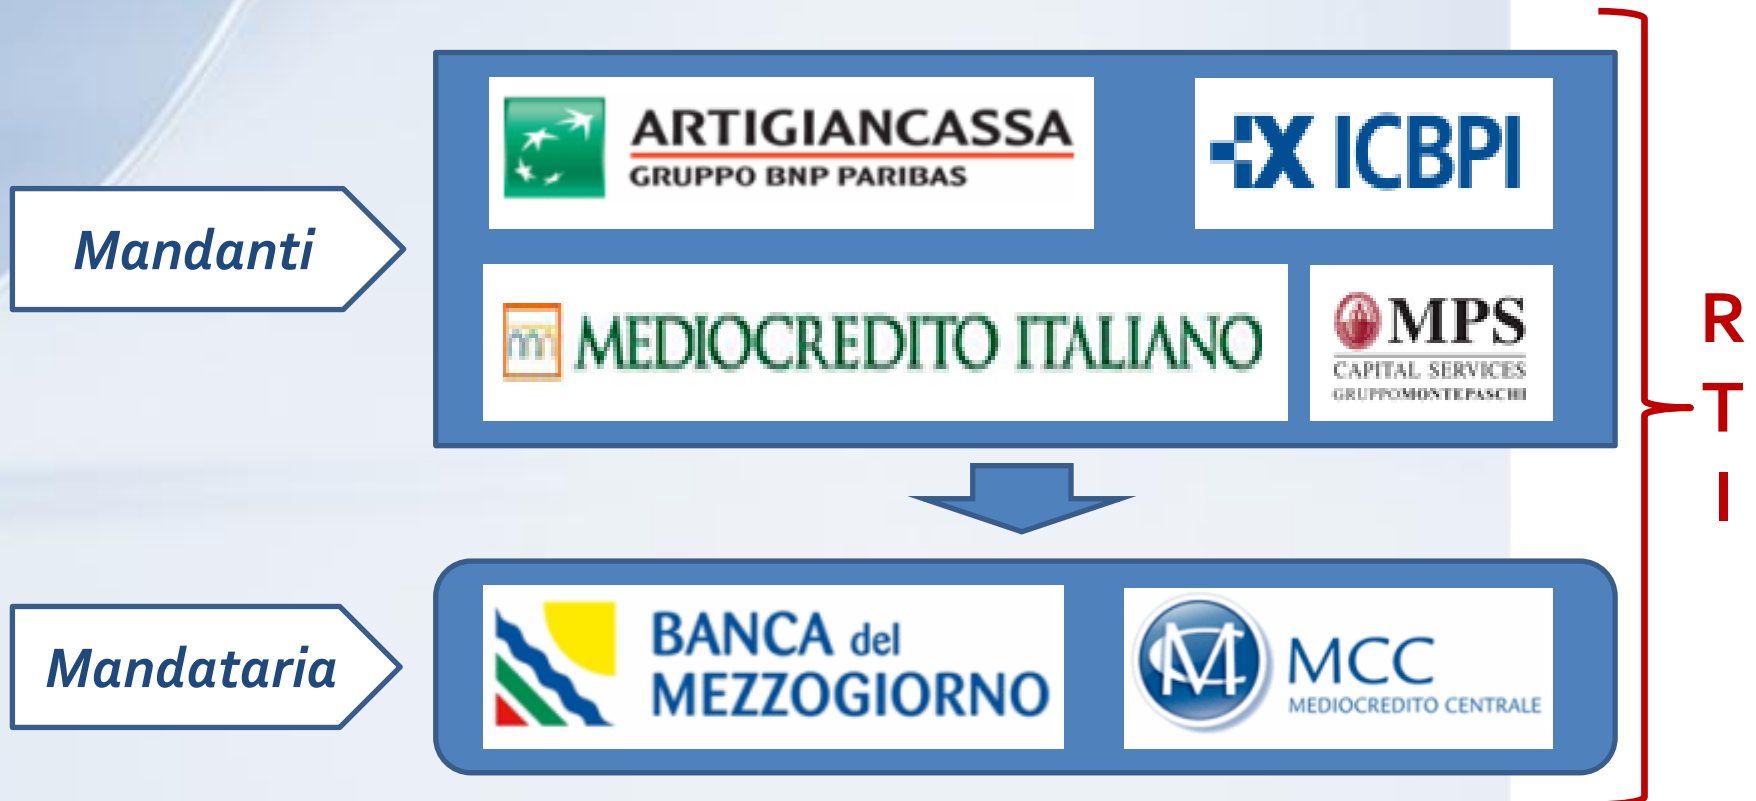 Mandanti
ARTIGIANCASSA
GRUPPO BNP PARIBAS
ICBPI
MEDIOCREDITO ITALIANO
MPS
CAPITAL SERVICES
GRUPPOMONTEPASCHI
R
T
I
Mandataria
BANCA del
MEZZOGIORNO
MCC
MEDIOCREDITO CENTRALE